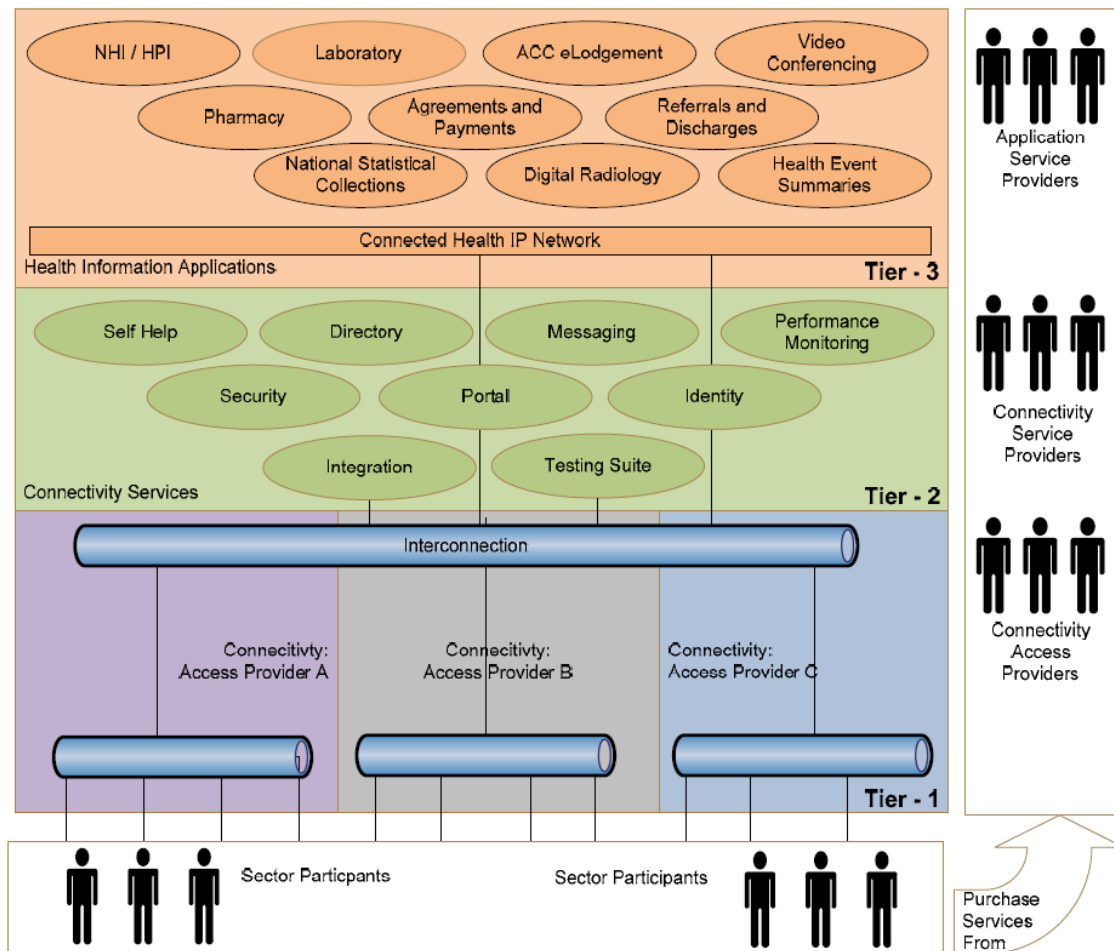 NHI / HPI
Laboratory
ACC eLodgement
Video
Conferencing
Pharmacy
Agreements and
Payments
Referrals and
Discharges
National Statistical
Collections
Digital Radiology
Health Event
Summaries
Connected Health IP Network
Health Information Applications
Tier - 3
Self Help
Directory
Messaging
Performance
Monitoring
Security
Portal
Identity
Integration
Testing Suite
Connectivity Services
Tier - 2
Interconnection
Connecitivty:
Access Provider A
Connecitivty:
Access Provider B
Connectivity:
Access Provider C
Tier - 1
Sector Particpants
Sector Participants
Application
Service
Providers
Connectivity
Service
Providers
Connectivity
Access
Providers
Purchase
Services
From